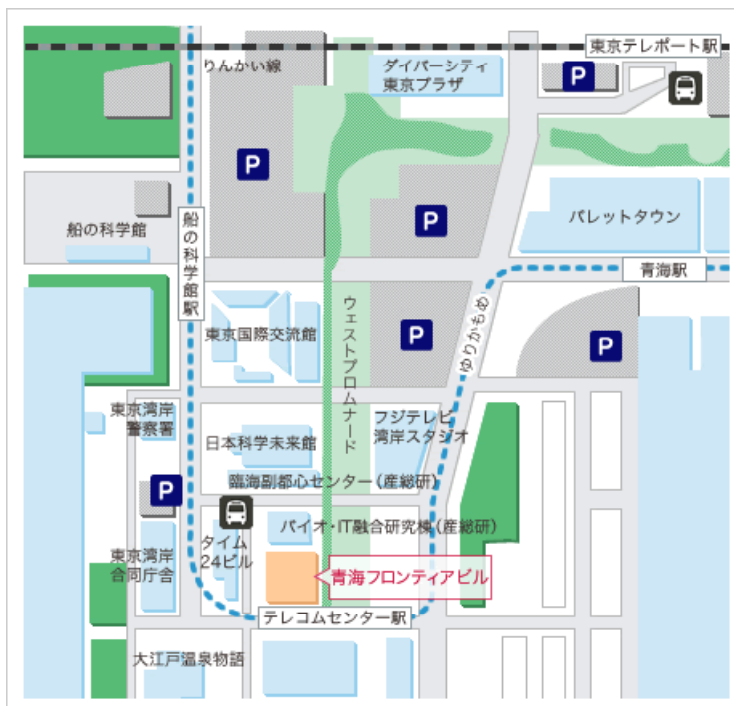 東京テレポート駅
りんかい線
ダイバーシティ
東京プラザ
P
P
P
船の科学館
船の科学館駅
パレットタウン
青海駅
ゆりかもめ
ウェストプロムナード
東京国際交流館
P
P
東京湾岸
警察署
日本科学未来館
フジテレビ
湾岸スタジオ
臨海副都心センター(産総研)
P
バイオ・IT融合研究棟(産総研)
タイム
24ビル
東京湾岸
合同庁舎
青海フロンティアビル
テレコムセンター駅
大江戸温泉物語